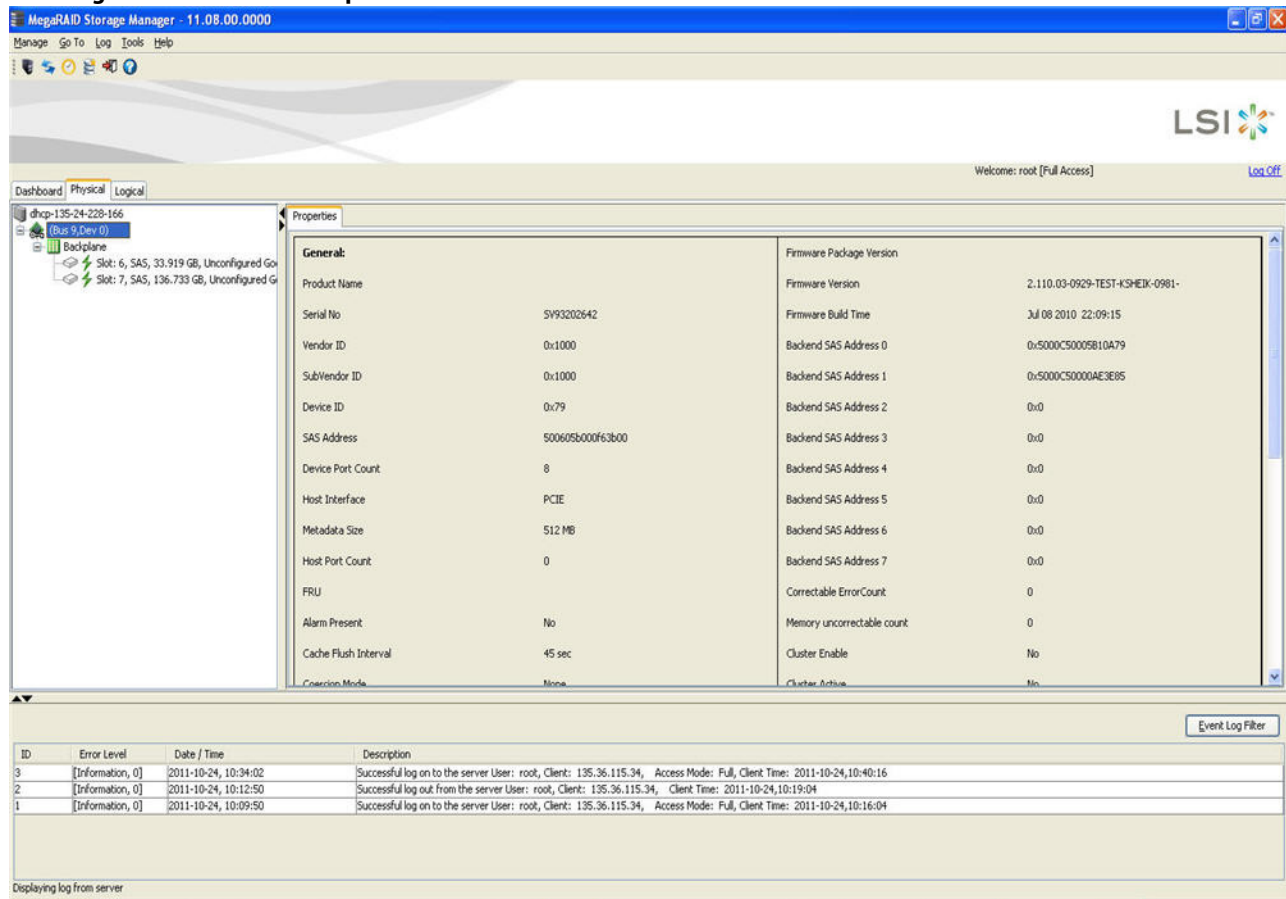 MegaRAID Storage Manager - 11.08.00.0000
Manage Go To Log Tools Help
LSI
Welcome: root [Full Access] Log Off
Dashboard Physical Logical
dhcp-135-24-228-166
(Bus 9,Dev 0)
Backplane
Slot: 6, SAS, 33.919 GB, Unconfigured Go
Slot: 7, SAS, 136.733 GB, Unconfigured G
Properties
General: Firmware Package Version
Product Name Firmware Version 2.110.03-0929-TEST-KSHEIK-0981-
Serial No SV93202642 Firmware Build Time Jul 08 2010 22:09:15
Vendor ID 0x1000 Backend SAS Address 0 0x5000C50005B10A79
SubVendor ID 0x1000 Backend SAS Address 1 0x5000C50000AE3E85
Device ID 0x79 Backend SAS Address 2 0x0
SAS Address 500605b000f63b00 Backend SAS Address 3 0x0
Device Port Count 8 Backend SAS Address 4 0x0
Host Interface PCIE Backend SAS Address 5 0x0
Metadata Size 512 MB Backend SAS Address 6 0x0
Host Port Count 0 Backend SAS Address 7 0x0
FRU Correctable ErrorCount 0
Alarm Present No Memory uncorrectable count 0
Cache Flush Interval 45 sec Cluster Enable No
Coercion Mode None Cluster Active No
Event Log Filter
ID Error Level Date / Time Description
3 [Information, 0] 2011-10-24, 10:34:02 Successful log on to the server User: root, Client: 135.36.115.34, Access Mode: Full, Client Time: 2011-10-24,10:40:16
2 [Information, 0] 2011-10-24, 10:12:50 Successful log out from the server User: root, Client: 135.36.115.34, Client Time: 2011-10-24,10:19:04
1 [Information, 0] 2011-10-24, 10:09:50 Successful log on to the server User: root, Client: 135.36.115.34, Access Mode: Full, Client Time: 2011-10-24,10:16:04
Displaying log from server